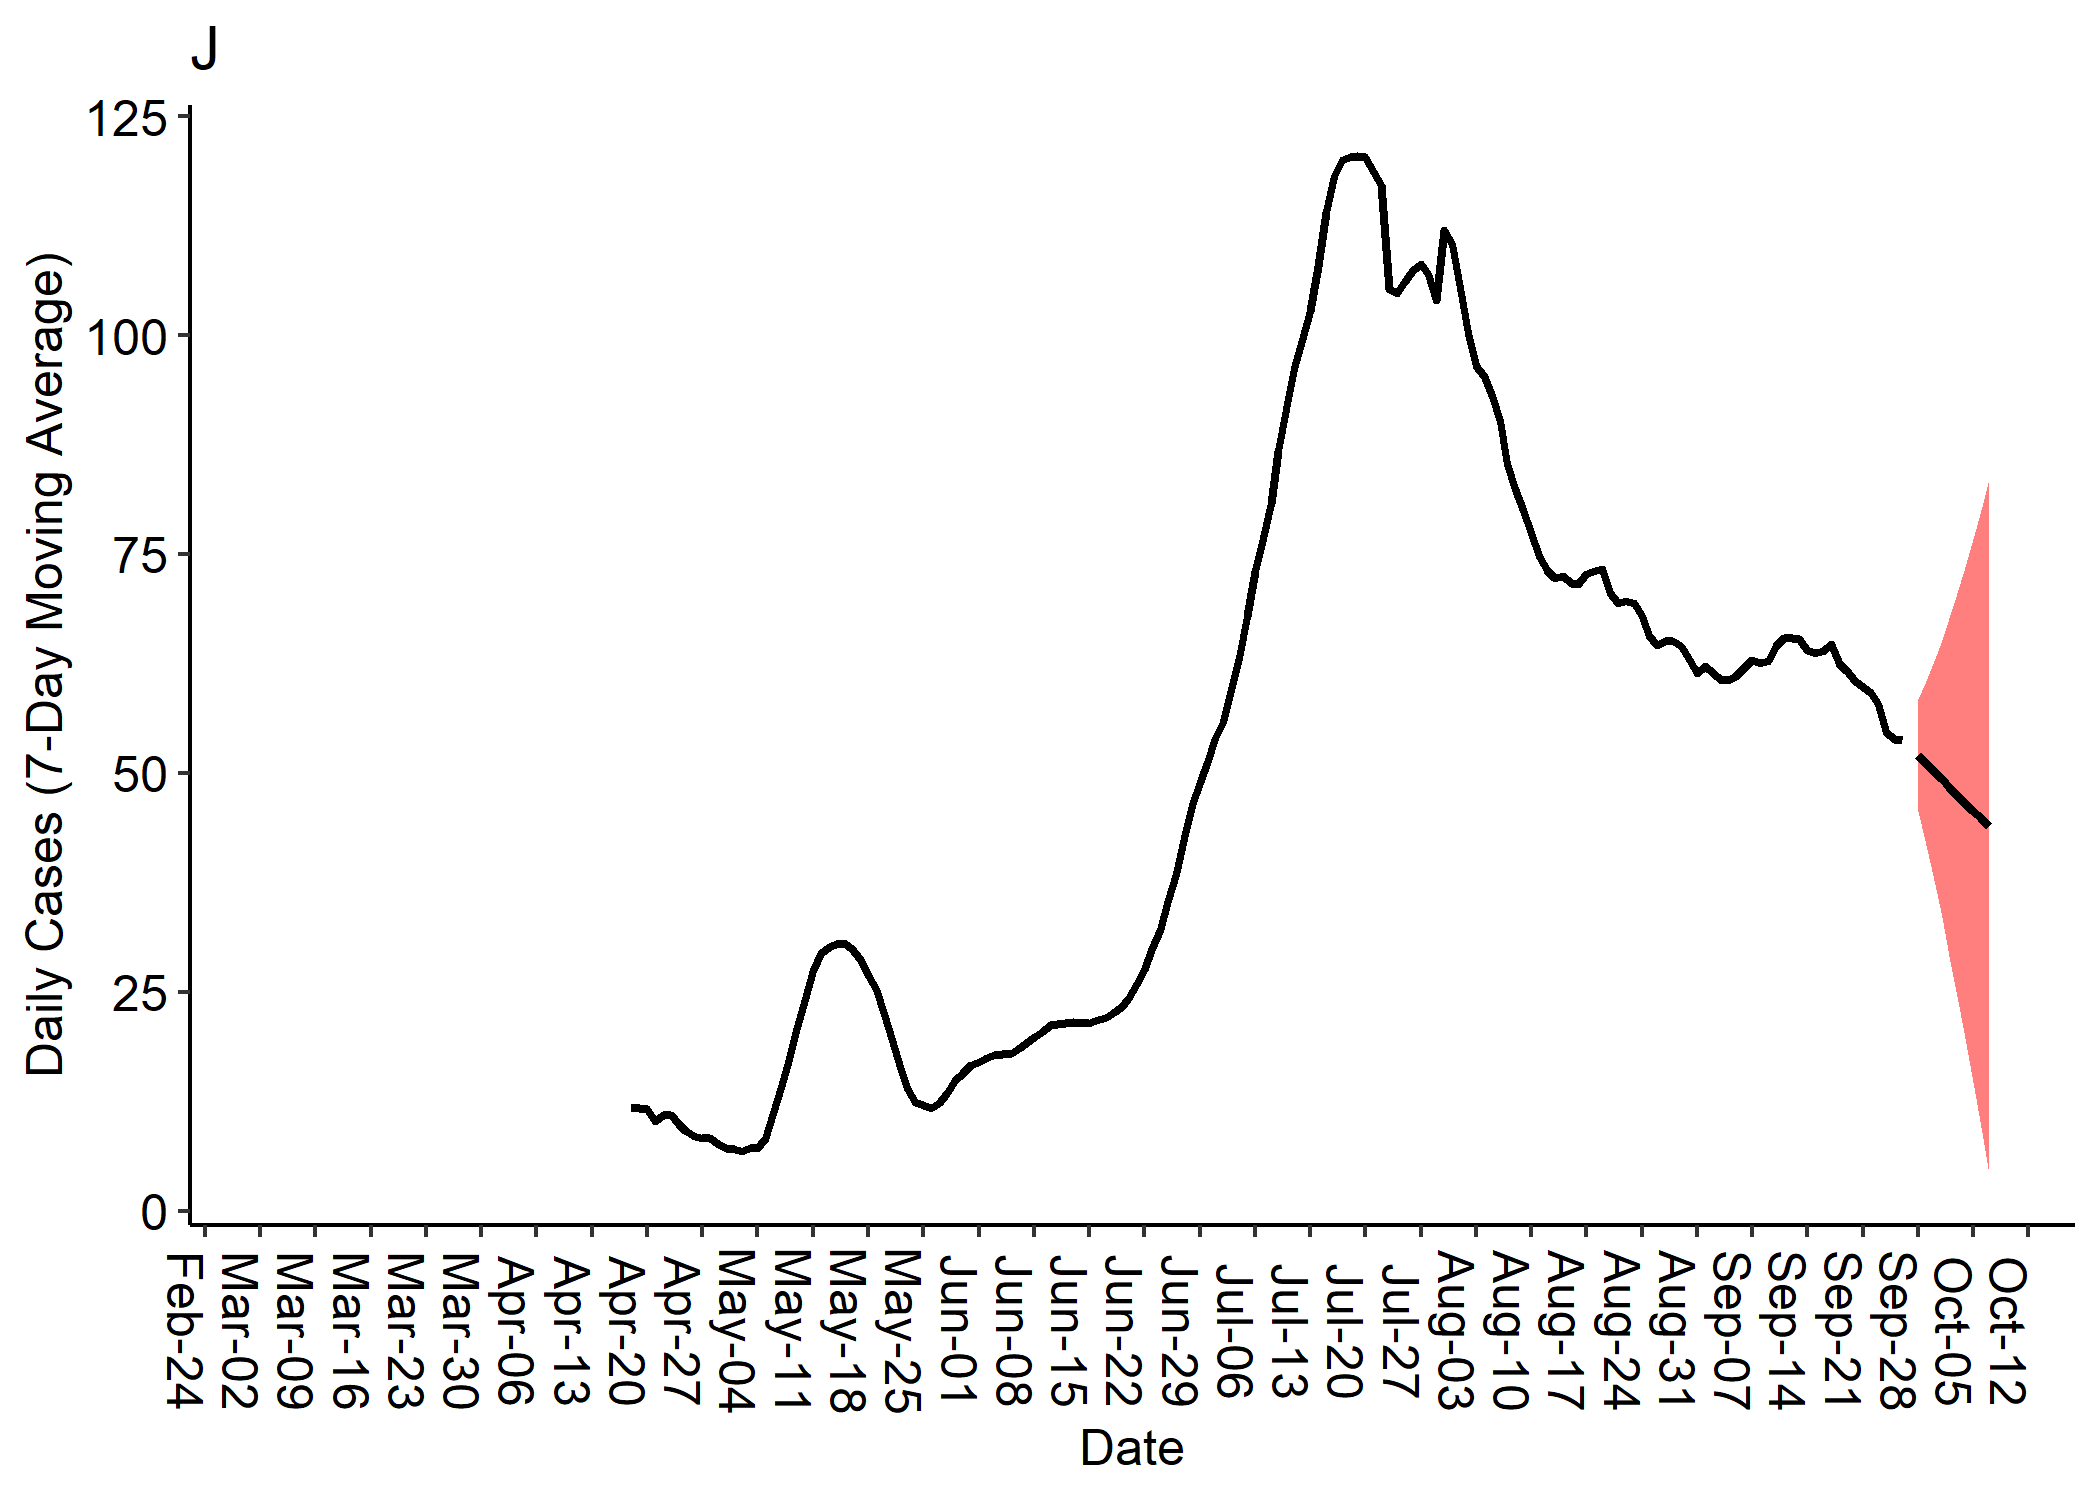 J
125
100
75
50
25
0
Daily Cases (7-Day Moving Average)
Feb-24
Mar-02
Mar-09
Mar-16
Mar-23
Mar-30
Apr-06
Apr-13
Apr-20
Apr-27
May-04
May-11
May-18
May-25
Jun-01
Jun-08
Jun-15
Jun-22
Jun-29
Jul-06
Jul-13
Jul-20
Jul-27
Aug-03
Aug-10
Aug-17
Aug-24
Aug-31
Sep-07
Sep-14
Sep-21
Sep-28
Oct-05
Oct-12
Date